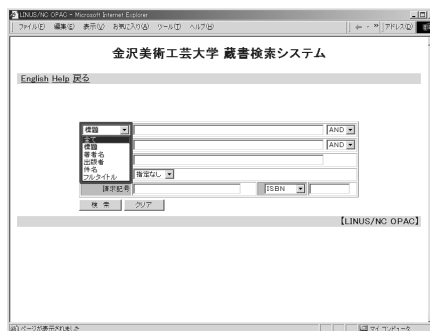 LINUS/NC OPAC - Microsoft Internet Explorer
ファイル(F) 編集(E) 表示(V) お気に入り(A) ツール(T) ヘルプ(H) アドレス(D)
金沢美術工芸大学 蔵書検索システム
English Help 戻る
標題 AND
全て
標題 AND
著者名
出版者
件名 指定なし
フルタイトル
請求記号 ISBN
検 索 クリア
【LINUS/NC OPAC】
ページが表示されました マイ コンピュータ